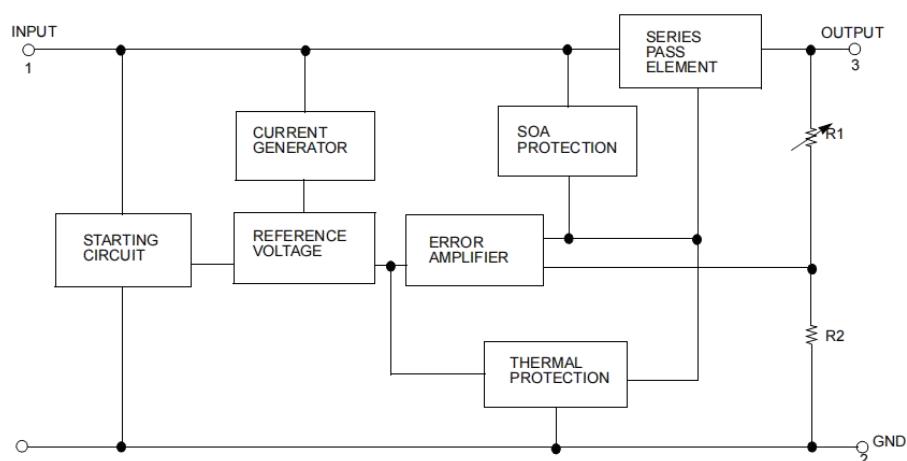 INPUT
1
SERIES
PASS
ELEMENT
OUTPUT
3
CURRENT
GENERATOR
SOA
PROTECTION
R1
STARTING
CIRCUIT
REFERENCE
VOLTAGE
ERROR
AMPLIFIER
R2
THERMAL
PROTECTION
GND
2